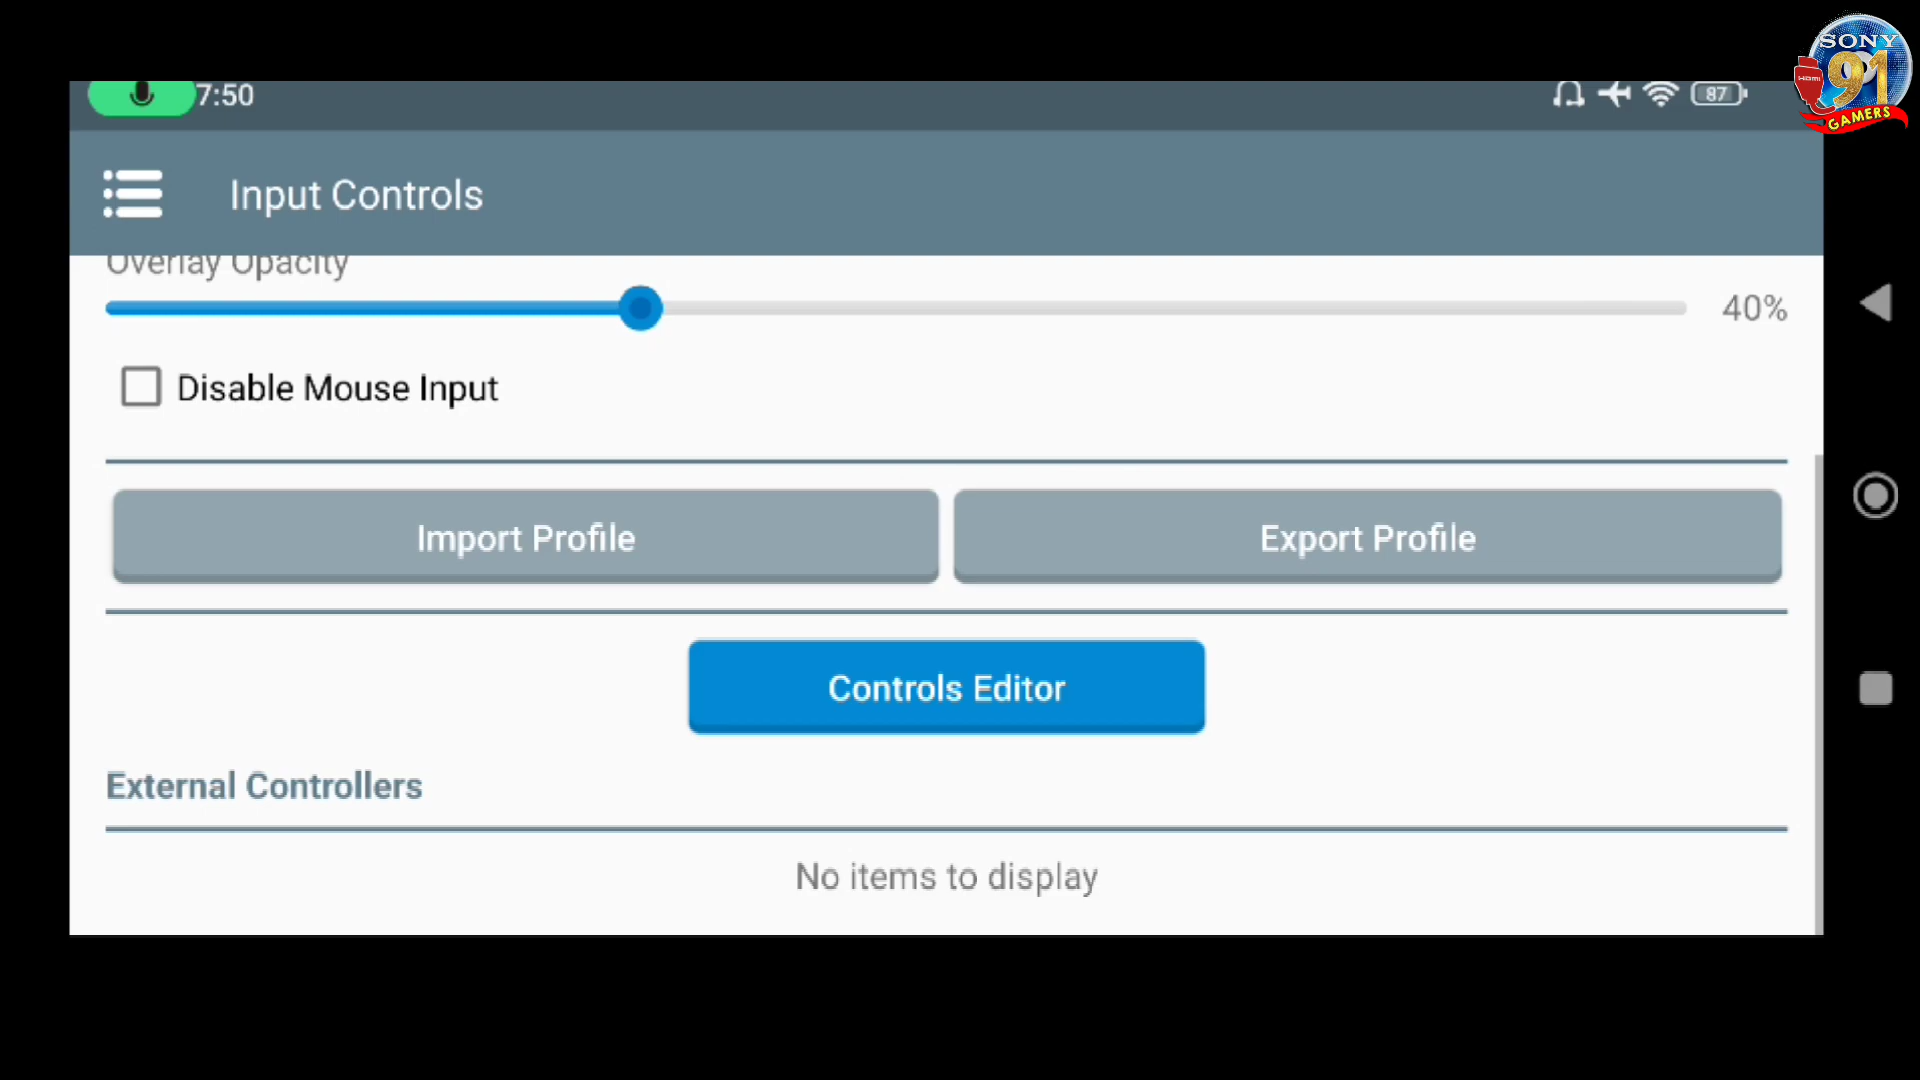 SONY
HDMI
91
GAMERS
7:50
87
Input Controls
Overlay Opacity
40%
Disable Mouse Input
Import Profile
Export Profile
Controls Editor
External Controllers
No items to display